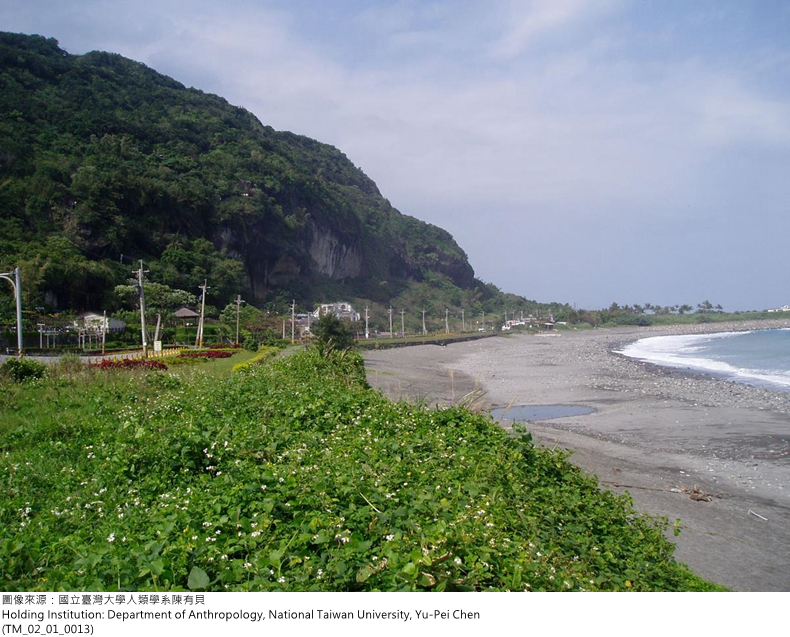 圖像來源：國立臺灣大學人類學系陳有貝
Holding Institution: Department of Anthropology, National Taiwan University, Yu-Pei Chen
(TM_02_01_0013)